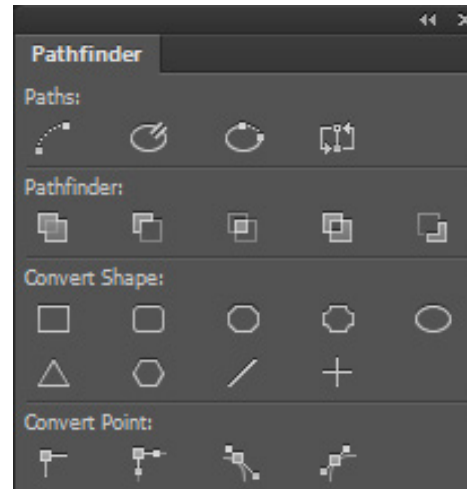 Pathfinder
Paths:
Pathfinder:
Convert Shape:
Convert Point: